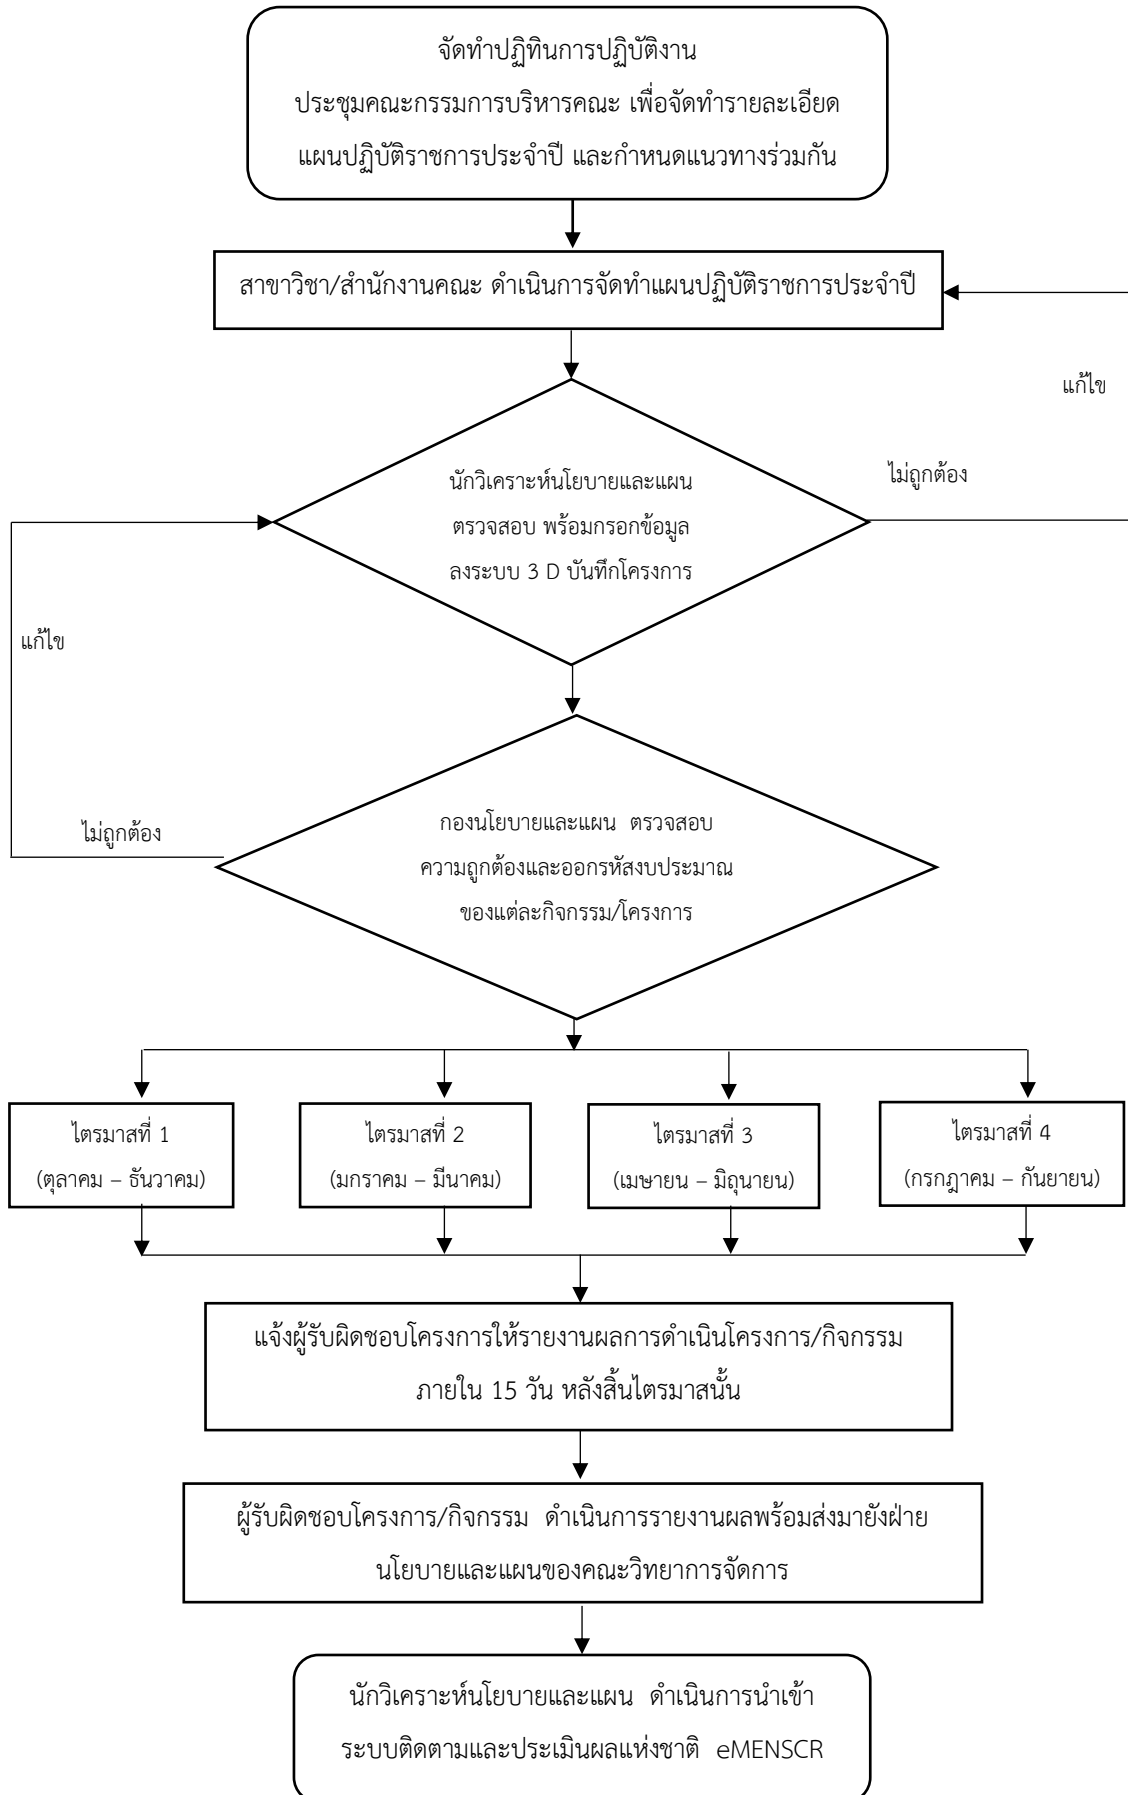 จัดทำปฏิทินการปฏิบัติงาน
ประชุมคณะกรรมการบริหารคณะ เพื่อจัดทำรายละเอียด
แผนปฏิบัติราชการประจำปี และกำหนดแนวทางร่วมกัน
สาขาวิชา/สำนักงานคณะ ดำเนินการจัดทำแผนปฏิบัติราชการประจำปี
แก้ไข
ไม่ถูกต้อง
นักวิเคราะห์นโยบายและแผน
ตรวจสอบ พร้อมกรอกข้อมูล
ลงระบบ 3 D บันทึกโครงการ
แก้ไข
ไม่ถูกต้อง
กองนโยบายและแผน ตรวจสอบ
ความถูกต้องและออกรหัสงบประมาณ
ของแต่ละกิจกรรม/โครงการ
ไตรมาสที่ 1
(ตุลาคม – ธันวาคม)
ไตรมาสที่ 2
(มกราคม – มีนาคม)
ไตรมาสที่ 3
(เมษายน – มิถุนายน)
ไตรมาสที่ 4
(กรกฎาคม – กันยายน)
แจ้งผู้รับผิดชอบโครงการให้รายงานผลการดำเนินโครงการ/กิจกรรม
ภายใน 15 วัน หลังสิ้นไตรมาสนั้น
ผู้รับผิดชอบโครงการ/กิจกรรม ดำเนินการรายงานผลพร้อมส่งมายังฝ่าย
นโยบายและแผนของคณะวิทยาการจัดการ
นักวิเคราะห์นโยบายและแผน ดำเนินการนำเข้า
ระบบติดตามและประเมินผลแห่งชาติ eMENSCR